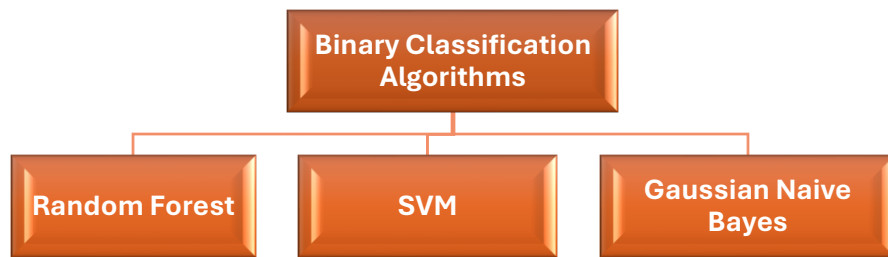 Binary Classification
Algorithms
Random Forest
SVM
Gaussian Naive
Bayes